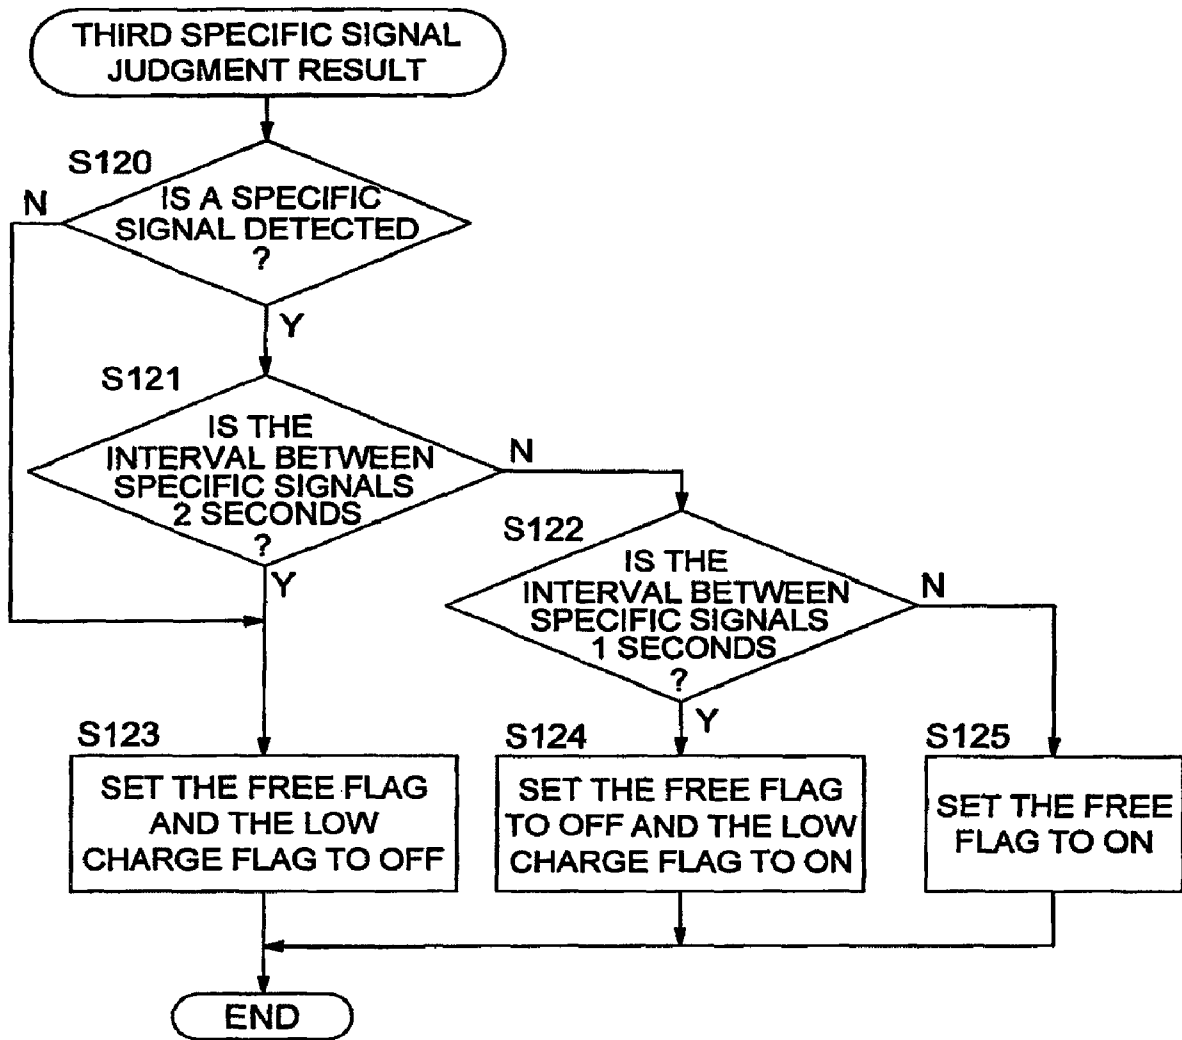 THIRD SPECIFIC SIGNAL
JUDGMENT RESULT
S120
N
IS A SPECIFIC
SIGNAL DETECTED
?
Y
S121
IS THE
INTERVAL BETWEEN
SPECIFIC SIGNALS
2 SECONDS
?
N
Y
S122
IS THE
INTERVAL BETWEEN
SPECIFIC SIGNALS
1 SECONDS
?
N
Y
S123
SET THE FREE FLAG
AND THE LOW
CHARGE FLAG TO OFF
S124
SET THE FREE FLAG
TO OFF AND THE LOW
CHARGE FLAG TO ON
S125
SET THE FREE
FLAG TO ON
END